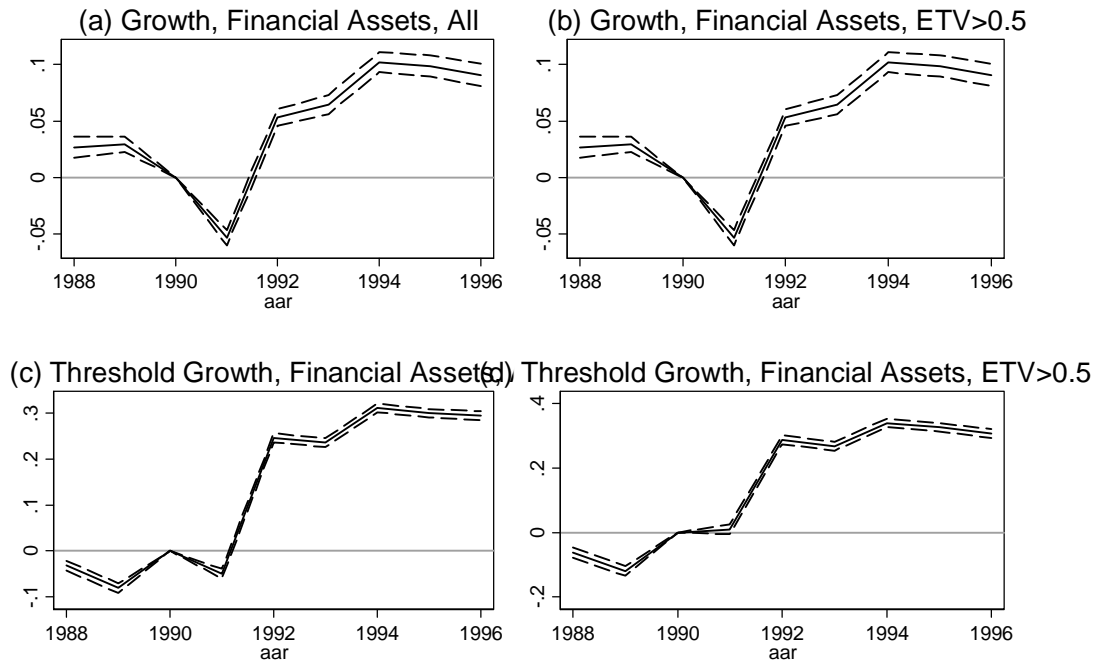 (a) Growth, Financial Assets, All
.1
.05
0
-.05
1988 1990 1992 1994 1996
aar
(b) Growth, Financial Assets, ETV>0.5
.1
.05
0
-.05
1988 1990 1992 1994 1996
aar
(c) Threshold Growth, Financial Assets,
.3
.2
.1
0
-.1
1988 1990 1992 1994 1996
aar
(d) Threshold Growth, Financial Assets, ETV>0.5
.4
.2
0
-.2
1988 1990 1992 1994 1996
aar